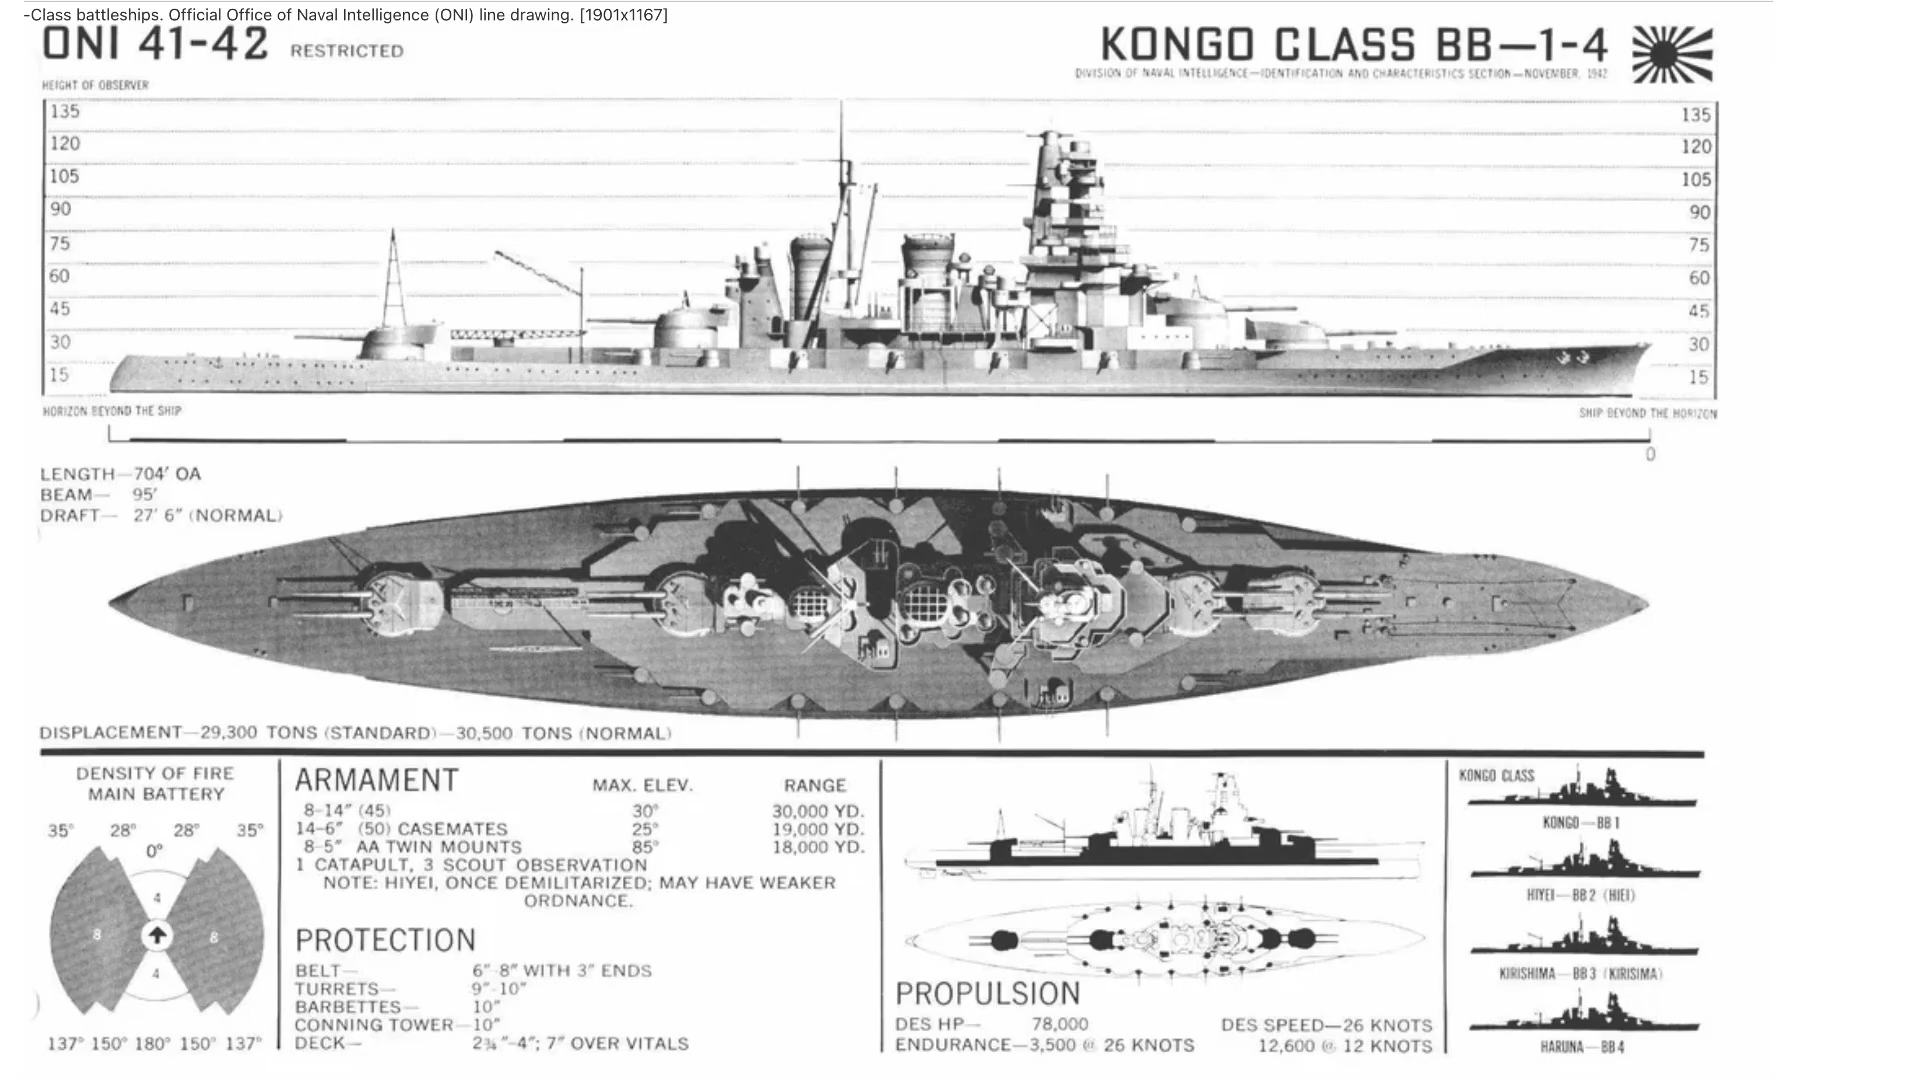 -Class battleships. Official Office of Naval Intelligence (ONI) line drawing. [1901x1167]
ONI 41-42 RESTRICTED
KONGO CLASS BB—1-4
DIVISION OF NAVAL INTELLIGENCE—IDENTIFICATION AND CHARACTERISTICS SECTION—NOVEMBER, 1942
HEIGHT OF OBSERVER
135 135
120 120
105 105
90 90
75 75
60 60
45 45
30 30
15 15
HORIZON BEYOND THE SHIP
SHIP BEYOND THE HORIZON
0
LENGTH—704' OA
BEAM— 95'
DRAFT— 27' 6" (NORMAL)
DISPLACEMENT—29,300 TONS (STANDARD)—30,500 TONS (NORMAL)
DENSITY OF FIRE
MAIN BATTERY
35° 28° 28° 35°
0°
4
8 8
4
137° 150° 180° 150° 137°
ARMAMENT MAX. ELEV. RANGE
8-14" (45) 30° 30,000 YD.
14-6" (50) CASEMATES 25° 19,000 YD.
8-5" AA TWIN MOUNTS 85° 18,000 YD.
1 CATAPULT, 3 SCOUT OBSERVATION
NOTE: HIYEI, ONCE DEMILITARIZED; MAY HAVE WEAKER
ORDNANCE.
PROTECTION
BELT— 6"-8" WITH 3" ENDS
TURRETS— 9"-10"
BARBETTES— 10"
CONNING TOWER—10"
DECK— 2¾"-4"; 7" OVER VITALS
PROPULSION
DES HP— 78,000 DES SPEED—26 KNOTS
ENDURANCE—3,500 @ 26 KNOTS 12,600 @ 12 KNOTS
KONGO CLASS
KONGO—BB 1
HIYEI—BB 2 (HIEI)
KIRISHIMA—BB 3 (KIRISIMA)
HARUNA—BB 4